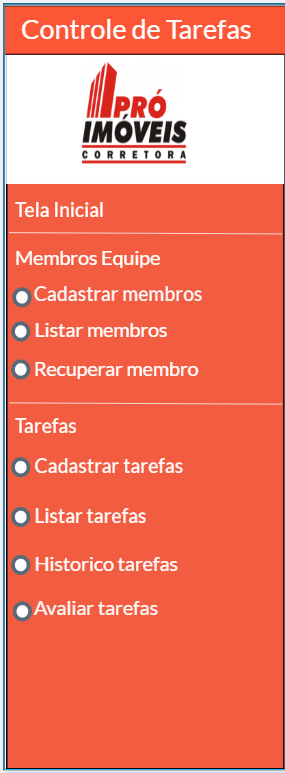 Controle de Tarefas
PRÓ
IMÓVEIS
CORRETORA
Tela Inicial
Membros Equipe
Cadastrar membros
Listar membros
Recuperar membro
Tarefas
Cadastrar tarefas
Listar tarefas
Historico tarefas
Avaliar tarefas